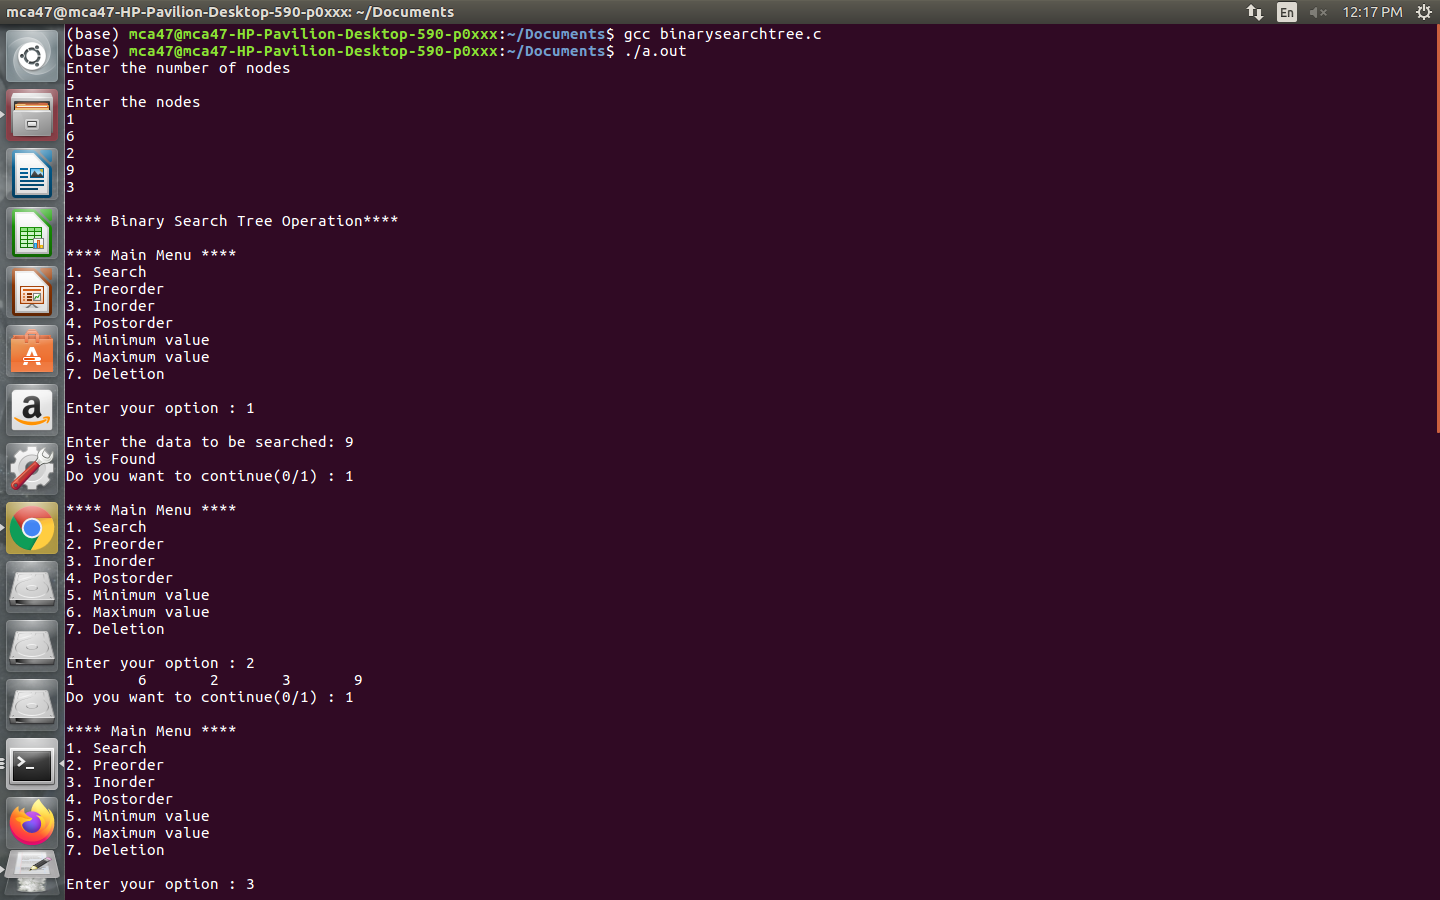 mca47@mca47-HP-Pavilion-Desktop-590-p0xxx: ~/Documents
En
12:17 PM
(base) mca47@mca47-HP-Pavilion-Desktop-590-p0xxx:~/Documents$ gcc binarysearchtree.c
(base) mca47@mca47-HP-Pavilion-Desktop-590-p0xxx:~/Documents$ ./a.out
Enter the number of nodes
5
Enter the nodes
1
6
2
9
3
**** Binary Search Tree Operation****
**** Main Menu ****
1. Search
2. Preorder
3. Inorder
4. Postorder
5. Minimum value
6. Maximum value
7. Deletion
Enter your option : 1
Enter the data to be searched: 9
9 is Found
Do you want to continue(0/1) : 1
**** Main Menu ****
1. Search
2. Preorder
3. Inorder
4. Postorder
5. Minimum value
6. Maximum value
7. Deletion
Enter your option : 2
1 6 2 3 9
Do you want to continue(0/1) : 1
**** Main Menu ****
1. Search
2. Preorder
3. Inorder
4. Postorder
5. Minimum value
6. Maximum value
7. Deletion
Enter your option : 3